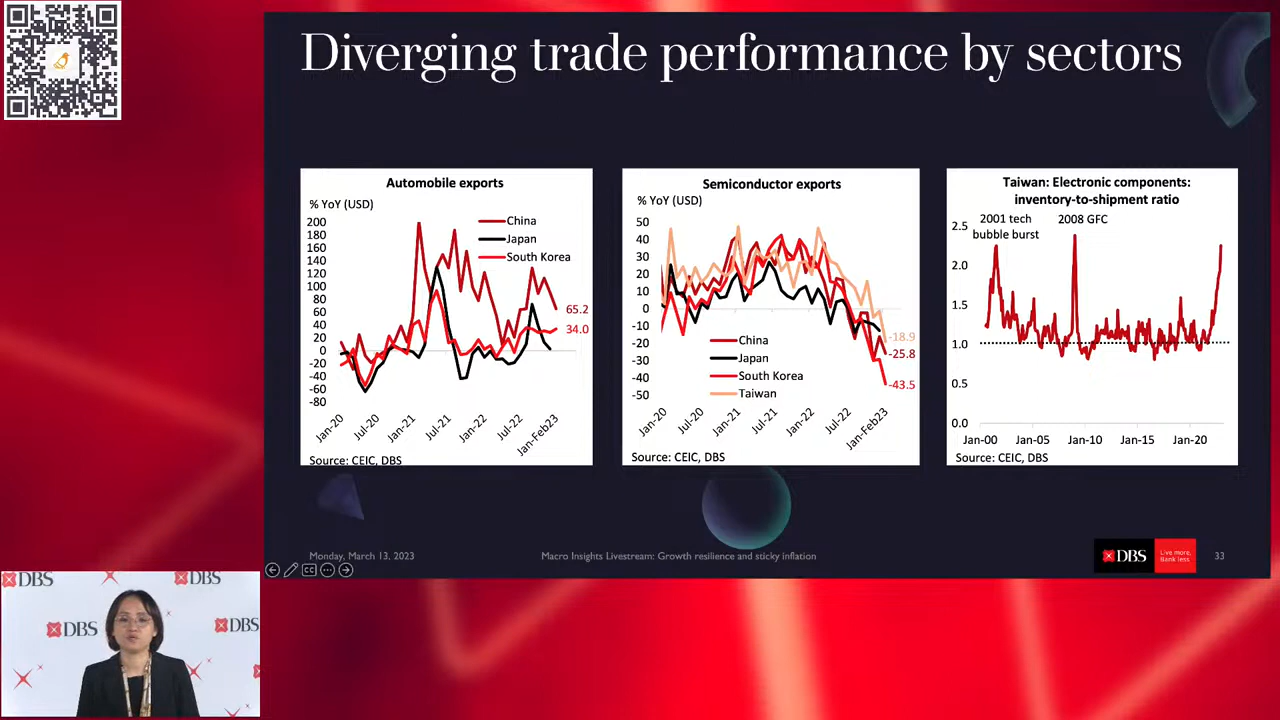 Diverging trade performance by sectors
Automobile exports
% YoY (USD)
200
180
160
140
120
100
80
60
40
20
0
-20
-40
-60
-80
China
Japan
South Korea
65.2
34.0
Jan-20
Jul-20
Jan-21
Jul-21
Jan-22
Jul-22
Jan-Feb23
Source: CEIC, DBS
Semiconductor exports
% YoY (USD)
50
40
30
20
10
0
-10
-20
-30
-40
-50
China
Japan
South Korea
Taiwan
-18.9
-25.8
-43.5
Jan-20
Jul-20
Jan-21
Jul-21
Jan-22
Jul-22
Jan-Feb23
Source: CEIC, DBS
Taiwan: Electronic components:
inventory-to-shipment ratio
2001 tech
bubble burst
2008 GFC
2.5
2.0
1.5
1.0
0.5
0.0
Jan-00
Jan-05
Jan-10
Jan-15
Jan-20
Source: CEIC, DBS
Monday, March 13, 2023
Macro Insights Livestream: Growth resilience and sticky inflation
DBS
Live more,
Bank less.
33
CC
DBS
DBS
DBS
DBS